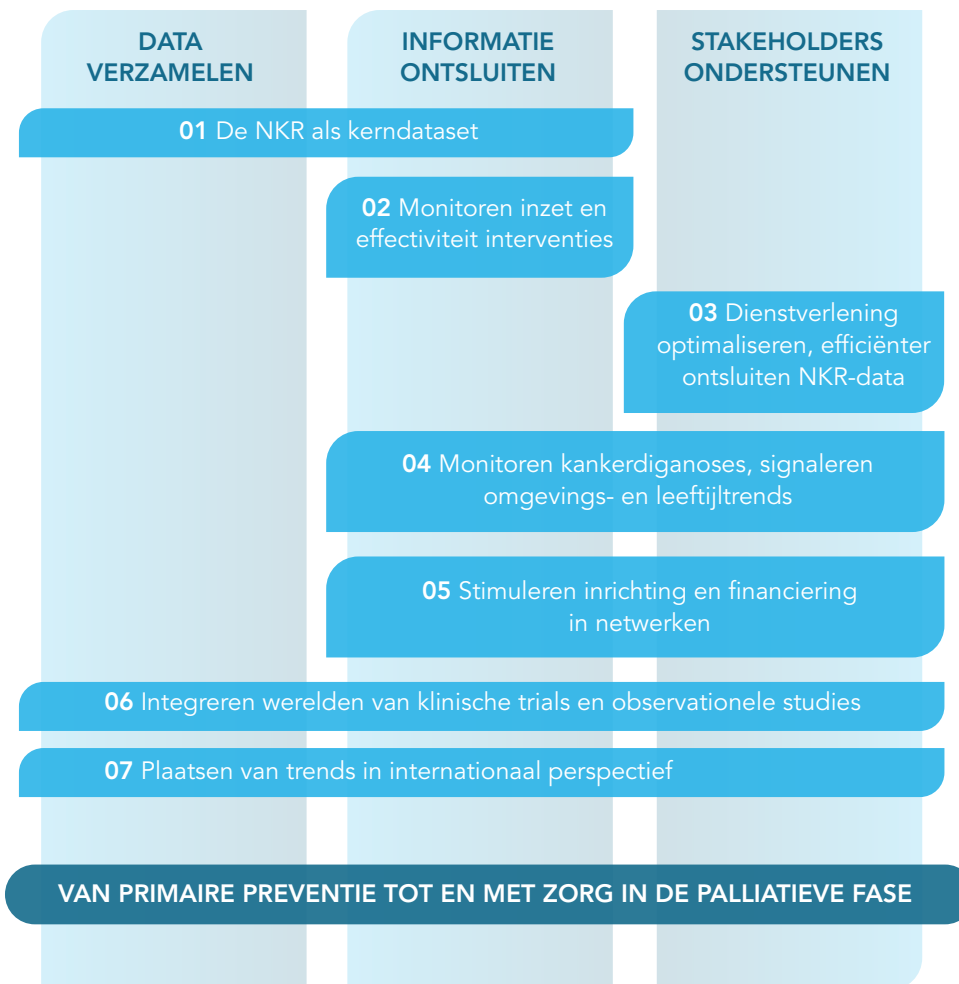 DATA
VERZAMELEN
INFORMATIE
ONTSLUITEN
STAKEHOLDERS
ONDERSTEUNEN
01 De NKR als kerndataset
02 Monitoren inzet en
effectiviteit interventies
03 Dienstverlening
optimaliseren, efficiënter
ontsluiten NKR-data
04 Monitoren kankerdiganoses, signaleren
omgevings- en leeftijltrends
05 Stimuleren inrichting en financiering
in netwerken
06 Integreren werelden van klinische trials en observationele studies
07 Plaatsen van trends in internationaal perspectief
VAN PRIMAIRE PREVENTIE TOT EN MET ZORG IN DE PALLIATIEVE FASE